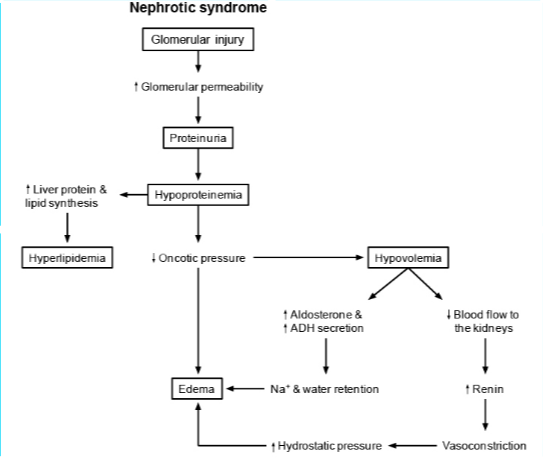 Nephrotic syndrome
Glomerular injury
↑ Glomerular permeability
Proteinuria
↑ Liver protein &
lipid synthesis
Hypoproteinemia
Hyperlipidemia
↓ Oncotic pressure
Hypovolemia
↑ Aldosterone &
↑ ADH secretion
↓ Blood flow to
the kidneys
Edema
Na⁺ & water retention
↑ Renin
↑ Hydrostatic pressure
Vasoconstriction